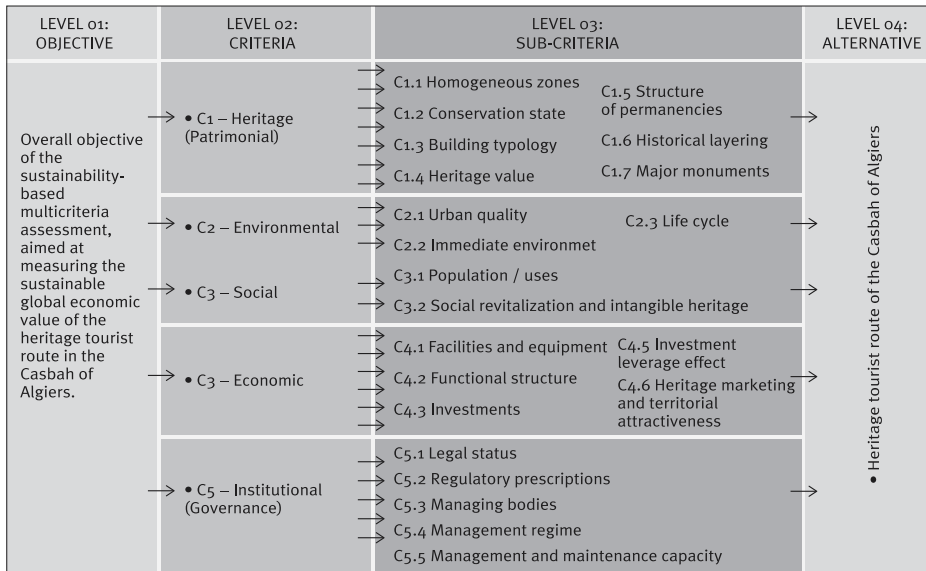 LEVEL 01:
OBJECTIVE
LEVEL 02:
CRITERIA
LEVEL 03:
SUB-CRITERIA
LEVEL 04:
ALTERNATIVE
Overall objective
of the
sustainability-
based
multicriteria
assessment,
aimed at
measuring the
sustainable
global economic
value of the
heritage tourist
route in the
Casbah of
Algiers.
• C1 – Heritage
(Patrimonial)
C1.1 Homogeneous zones
C1.2 Conservation state
C1.3 Building typology
C1.4 Heritage value
C1.5 Structure
of permanencies
C1.6 Historical layering
C1.7 Major monuments
• C2 – Environmental
C2.1 Urban quality
C2.2 Immediate environmet
C2.3 Life cycle
• C3 – Social
C3.1 Population / uses
C3.2 Social revitalization and intangible heritage
• C3 – Economic
C4.1 Facilities and equipment
C4.2 Functional structure
C4.3 Investments
C4.5 Investment
leverage effect
C4.6 Heritage marketing
and territorial
attractiveness
• C5 – Institutional
(Governance)
C5.1 Legal status
C5.2 Regulatory prescriptions
C5.3 Managing bodies
C5.4 Management regime
C5.5 Management and maintenance capacity
• Heritage tourist route of the Casbah of Algiers